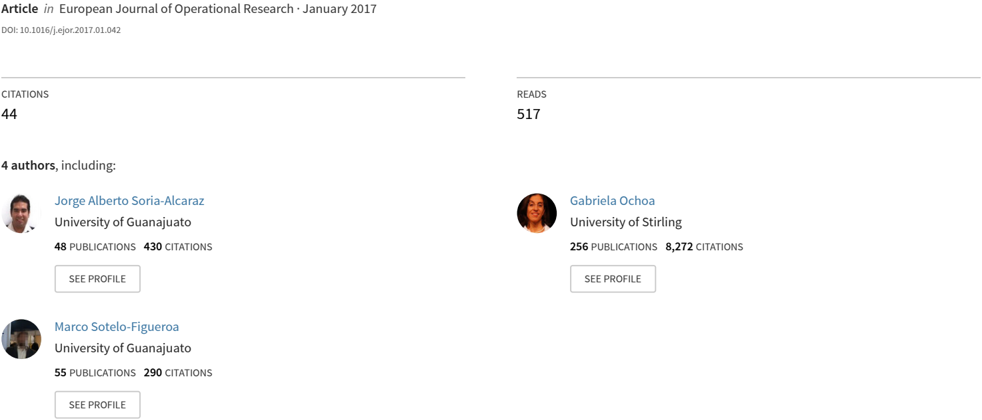 Article in European Journal of Operational Research · January 2017
DOI: 10.1016/j.ejor.2017.01.042
CITATIONS
44
READS
517
4 authors, including:
Jorge Alberto Soria-Alcaraz
University of Guanajuato
48 PUBLICATIONS 430 CITATIONS
SEE PROFILE
Gabriela Ochoa
University of Stirling
256 PUBLICATIONS 8,272 CITATIONS
SEE PROFILE
Marco Sotelo-Figueroa
University of Guanajuato
55 PUBLICATIONS 290 CITATIONS
SEE PROFILE